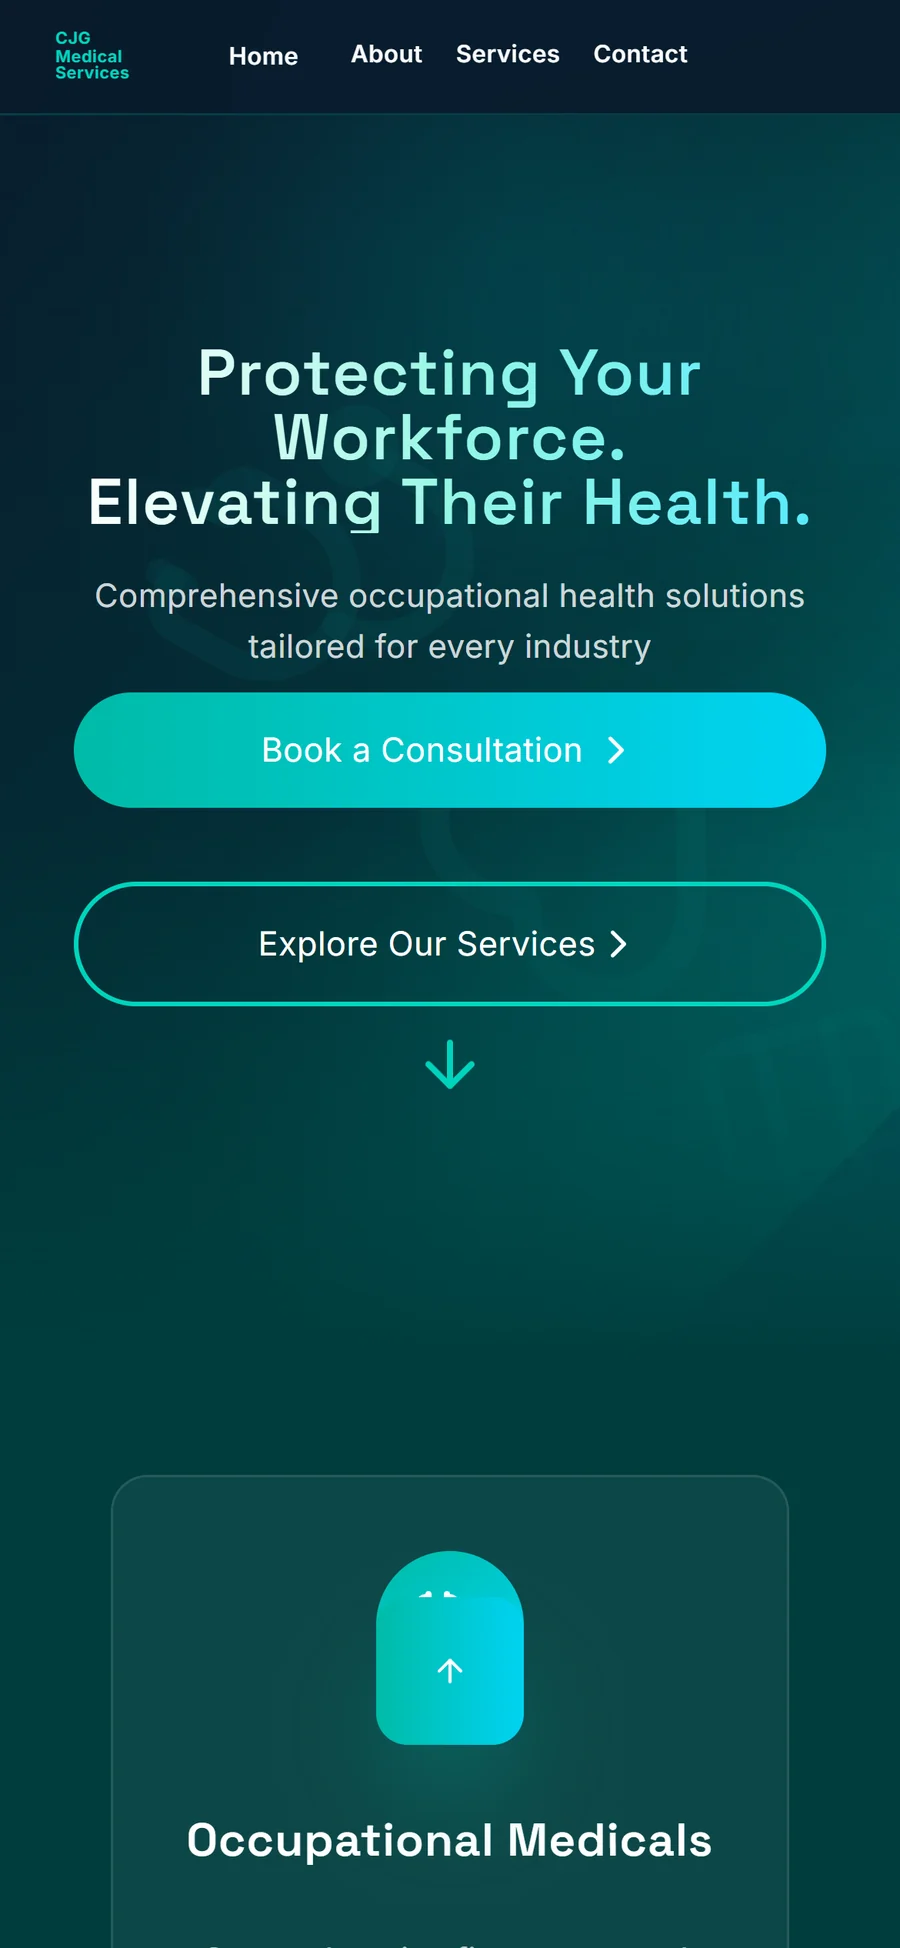 CJG
Medical
Services
Home
About
Services
Contact
Protecting Your
Workforce.
Elevating Their Health.
Comprehensive occupational health solutions
tailored for every industry
Book a Consultation
Explore Our Services
Occupational Medicals